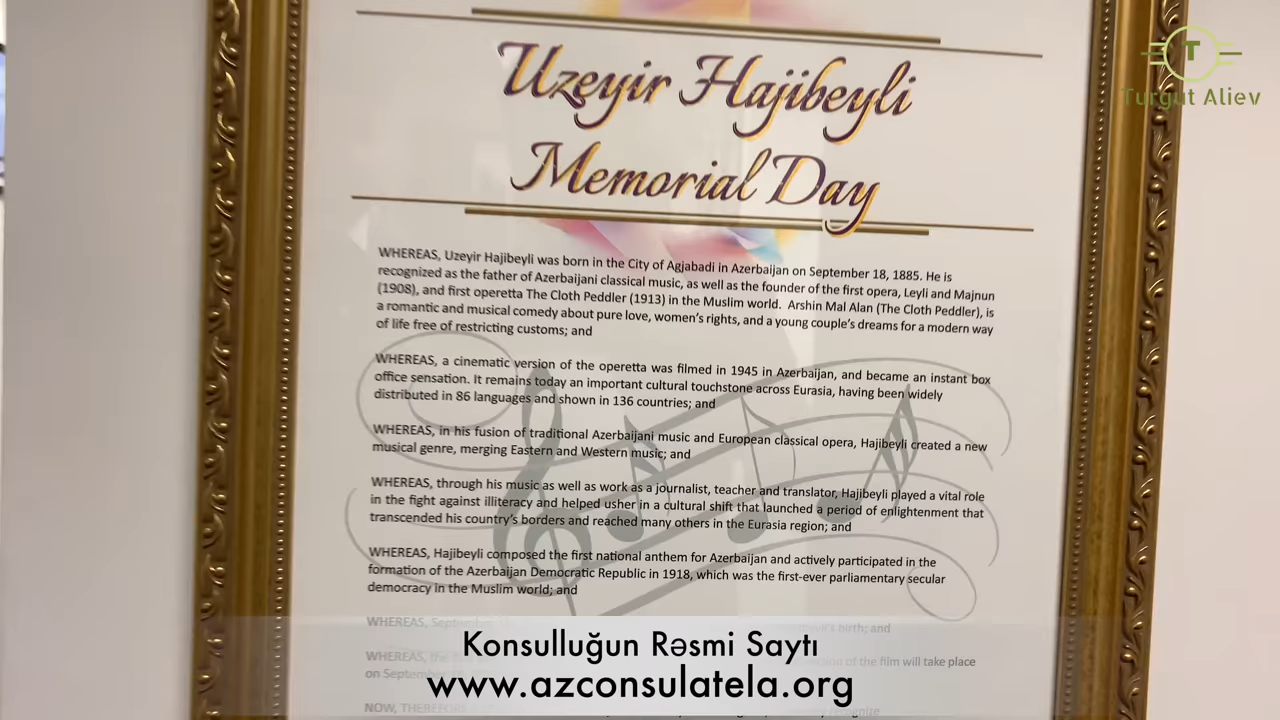 T
Turgut Aliev
Uzeyir Hajibeyli
Memorial Day
WHEREAS, Uzeyir Hajibeyli was born in the City of Agjabadi in Azerbaijan on September 18, 1885. He is
recognized as the father of Azerbaijani classical music, as well as the founder of the first opera, Leyli and Majnun
(1908), and first operetta The Cloth Peddler (1913) in the Muslim world. Arshin Mal Alan (The Cloth Peddler), is
a romantic and musical comedy about pure love, women's rights, and a young couple's dreams for a modern way
of life free of restricting customs; and
WHEREAS, a cinematic version of the operetta was filmed in 1945 in Azerbaijan, and became an instant box
office sensation. It remains today an important cultural touchstone across Eurasia, having been widely
distributed in 86 languages and shown in 136 countries; and
WHEREAS, in his fusion of traditional Azerbaijani music and European classical opera, Hajibeyli created a new
musical genre, merging Eastern and Western music; and
WHEREAS, through his music as well as work as a journalist, teacher and translator, Hajibeyli played a vital role
in the fight against illiteracy and helped usher in a cultural shift that launched a period of enlightenment that
transcended his country's borders and reached many others in the Eurasia region; and
WHEREAS, Hajibeyli composed the first national anthem for Azerbaijan and actively participated in the
formation of the Azerbaijan Democratic Republic in 1918, which was the first-ever parliamentary secular
democracy in the Muslim world; and
WHEREAS, birth; and
WHEREAS, the of the film will take place
on
NOW, recognize
Konsulluğun Rəsmi Saytı
www.azconsulatela.org